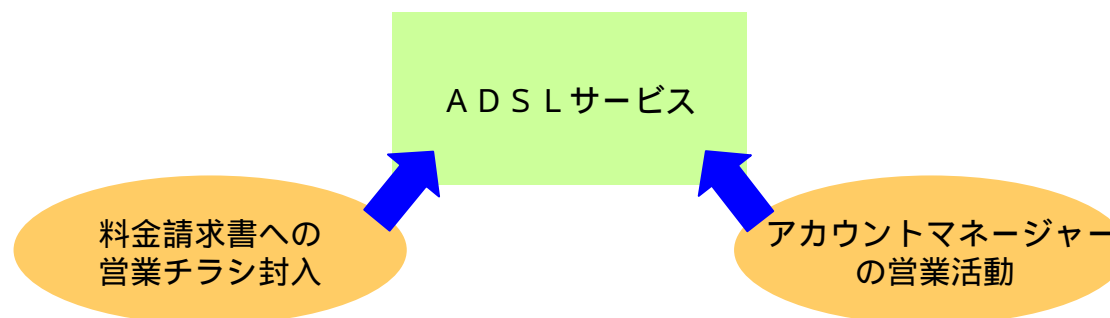 ＡＤＳＬサービス
料金請求書への
営業チラシ封入
アカウントマネージャー
の営業活動